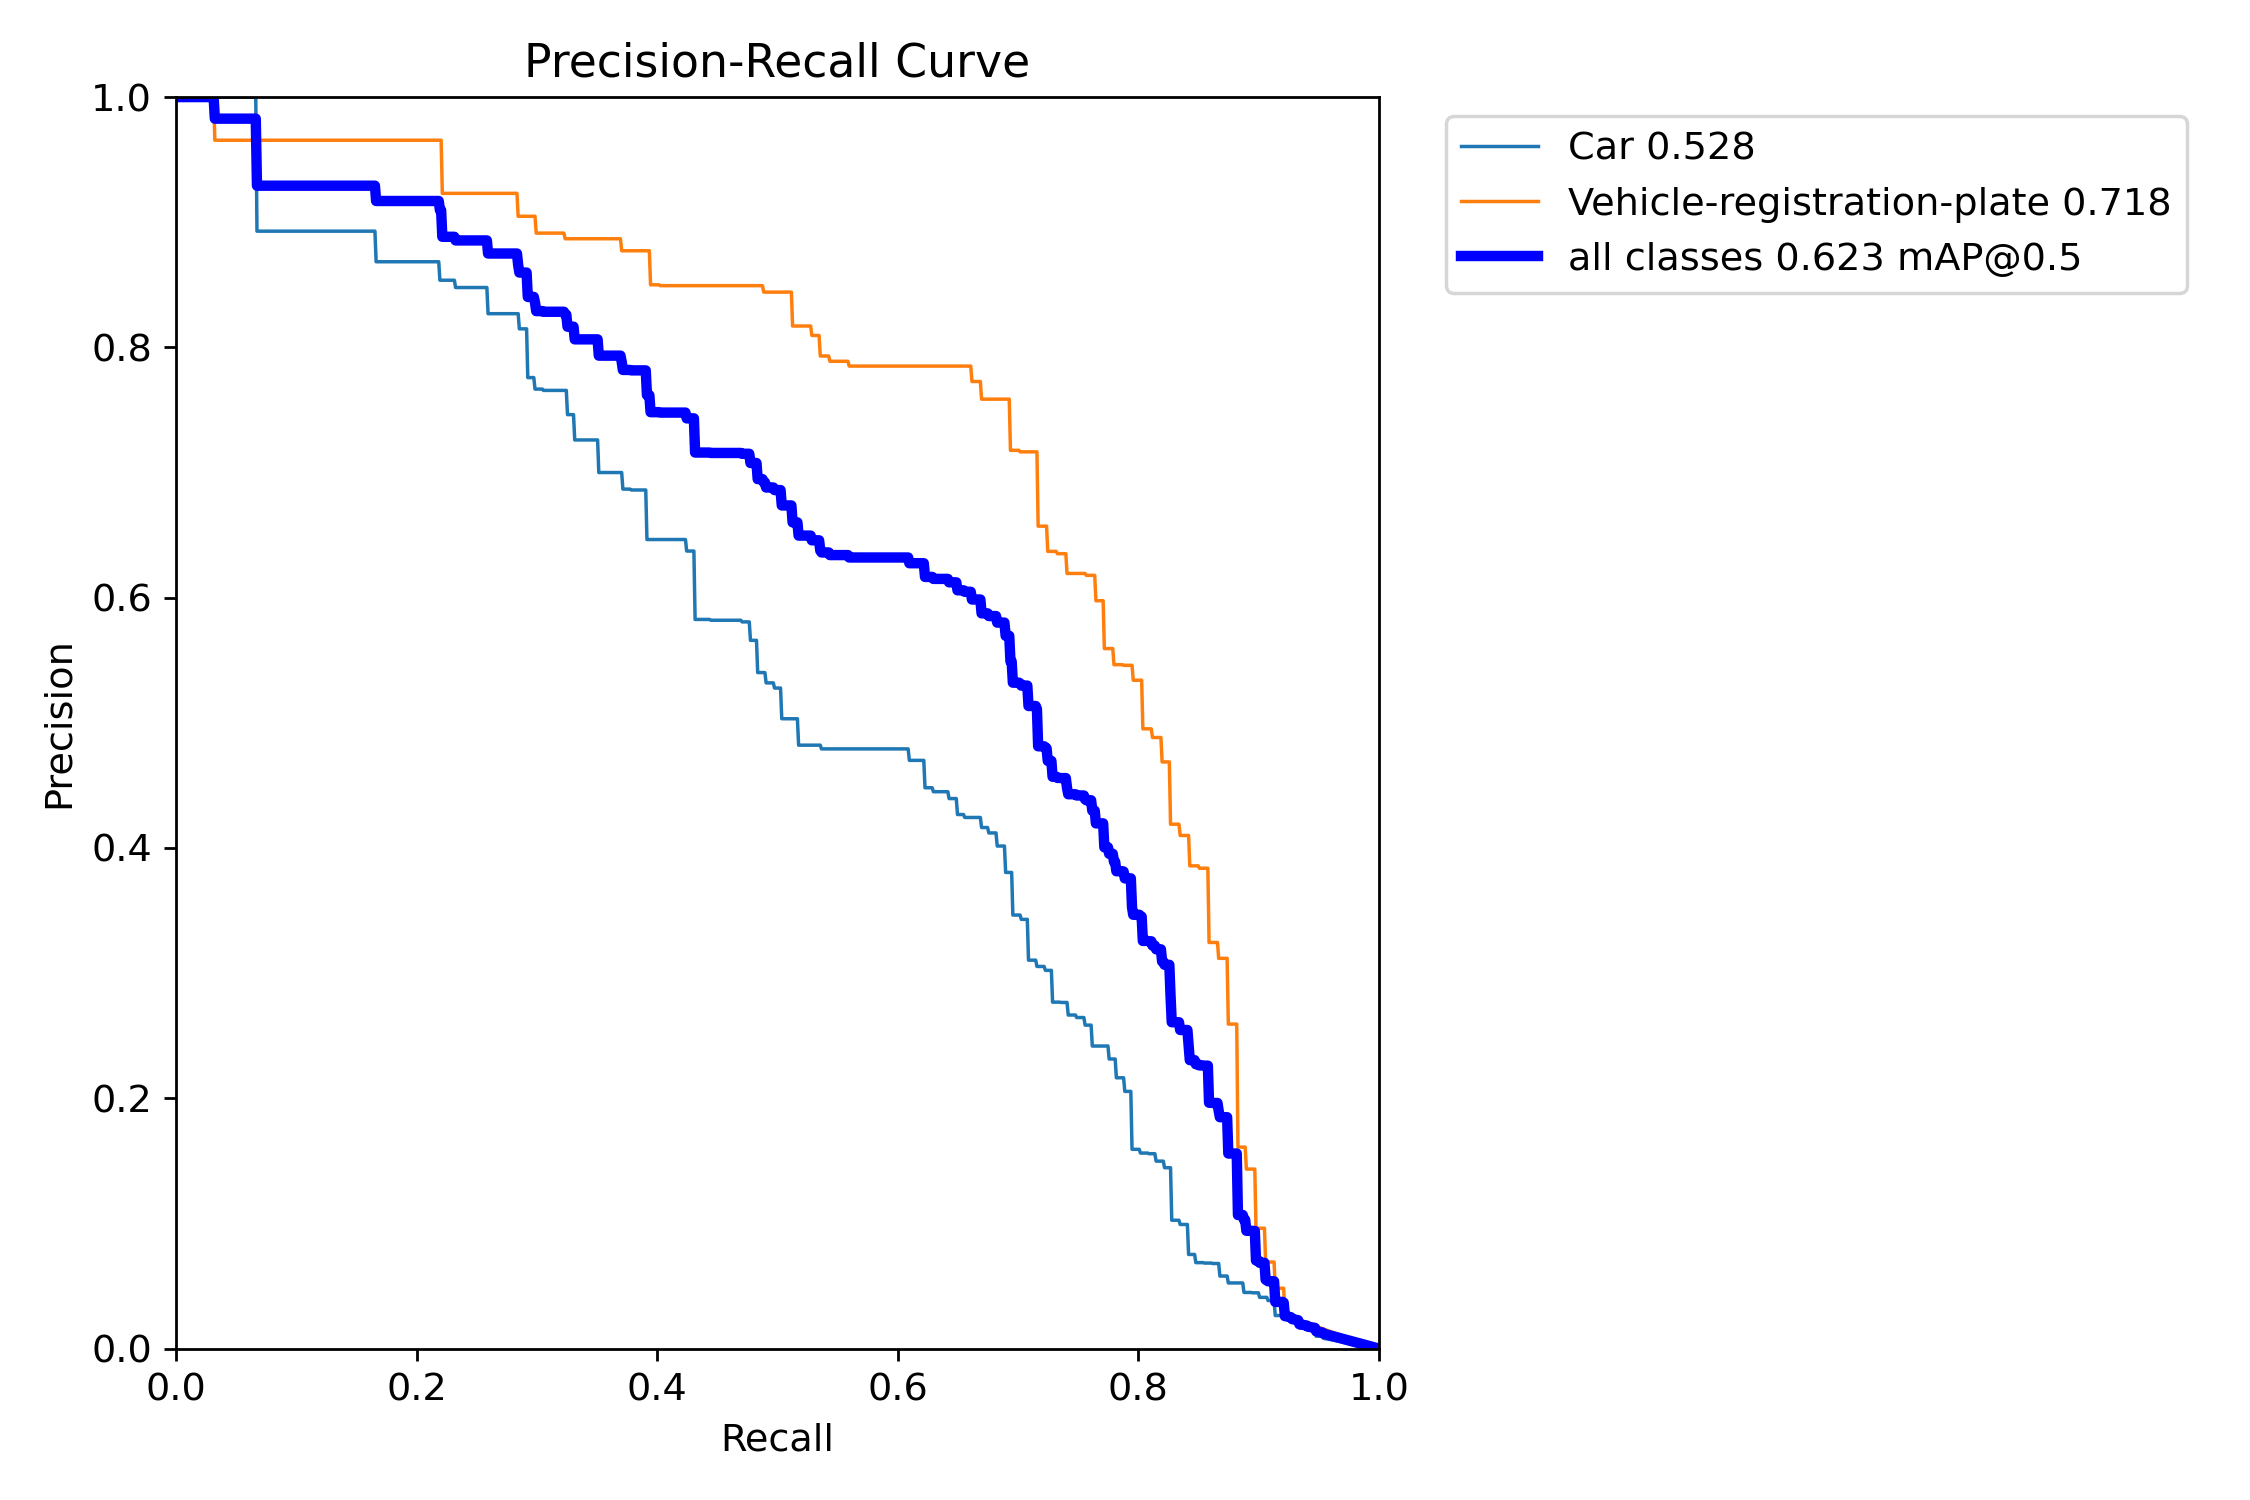 Precision-Recall Curve
1.0
0.8
0.6
0.4
0.2
0.0
Precision
0.0 0.2 0.4 0.6 0.8 1.0
Recall
Car 0.528
Vehicle-registration-plate 0.718
all classes 0.623 mAP@0.5